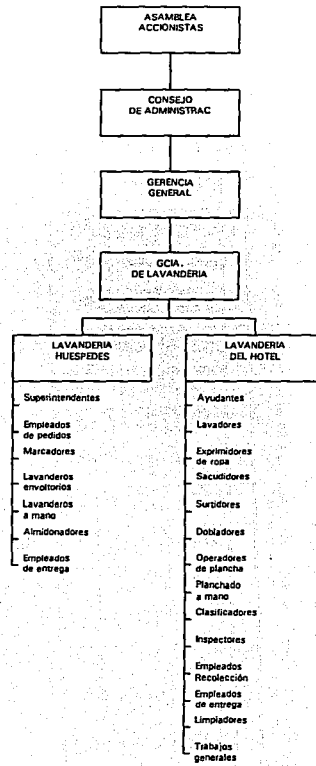 ASAMBLEA
ACCIONISTAS
CONSEJO
DE ADMINISTRAC
GERENCIA
GENERAL
GCIA.
DE LAVANDERIA
LAVANDERIA
HUESPEDES
Superintendentes
Empleados
de pedidos
Marcadores
Lavanderos
envoltorios
Lavanderos
a mano
Almidonadores
Empleados
de entrega
LAVANDERIA
DEL HOTEL
Ayudantes
Lavadores
Exprimidores
de ropa
Sacudidores
Surtidores
Dobladores
Operadores
de plancha
Planchado
a mano
Clasificadores
Inspectores
Empleados
Recolección
Empleados
de entrega
Limpiadores
Trabajos
generales